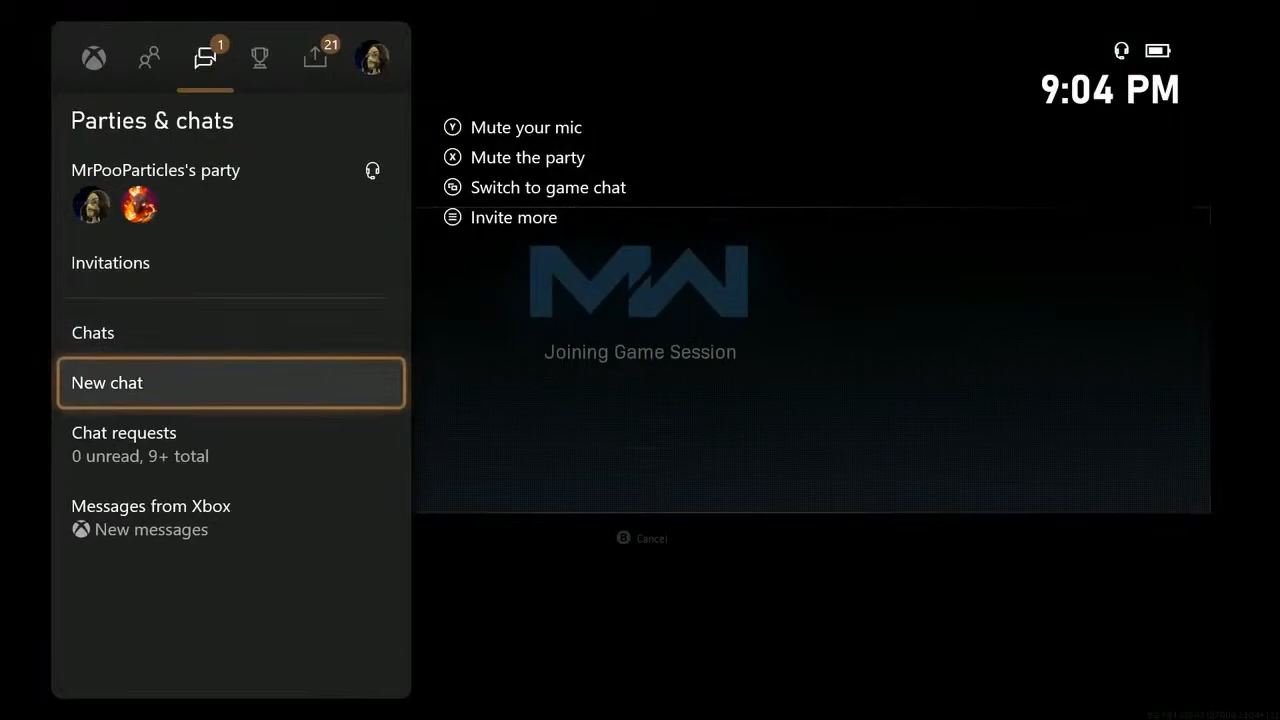 1
21
9:04 PM
Parties & chats
MrPooParticles's party
Invitations
Chats
New chat
Chat requests
0 unread, 9+ total
Messages from Xbox
New messages
Y Mute your mic
X Mute the party
Switch to game chat
Invite more
MW
Joining Game Session
B Cancel